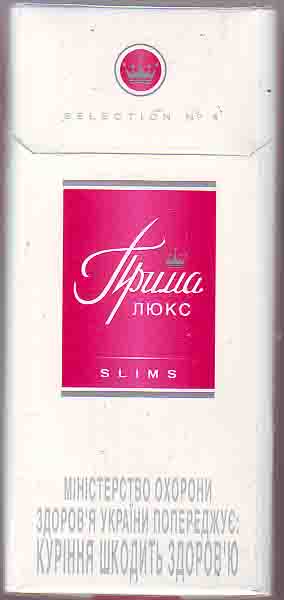 SELECTION № 4
Прима
ЛЮКС
SLIMS
МІНІСТЕРСТВО ОХОРОНИ
ЗДОРОВ'Я УКРАЇНИ ПОПЕРЕДЖУЄ:
КУРІННЯ ШКОДИТЬ ЗДОРОВ'Ю